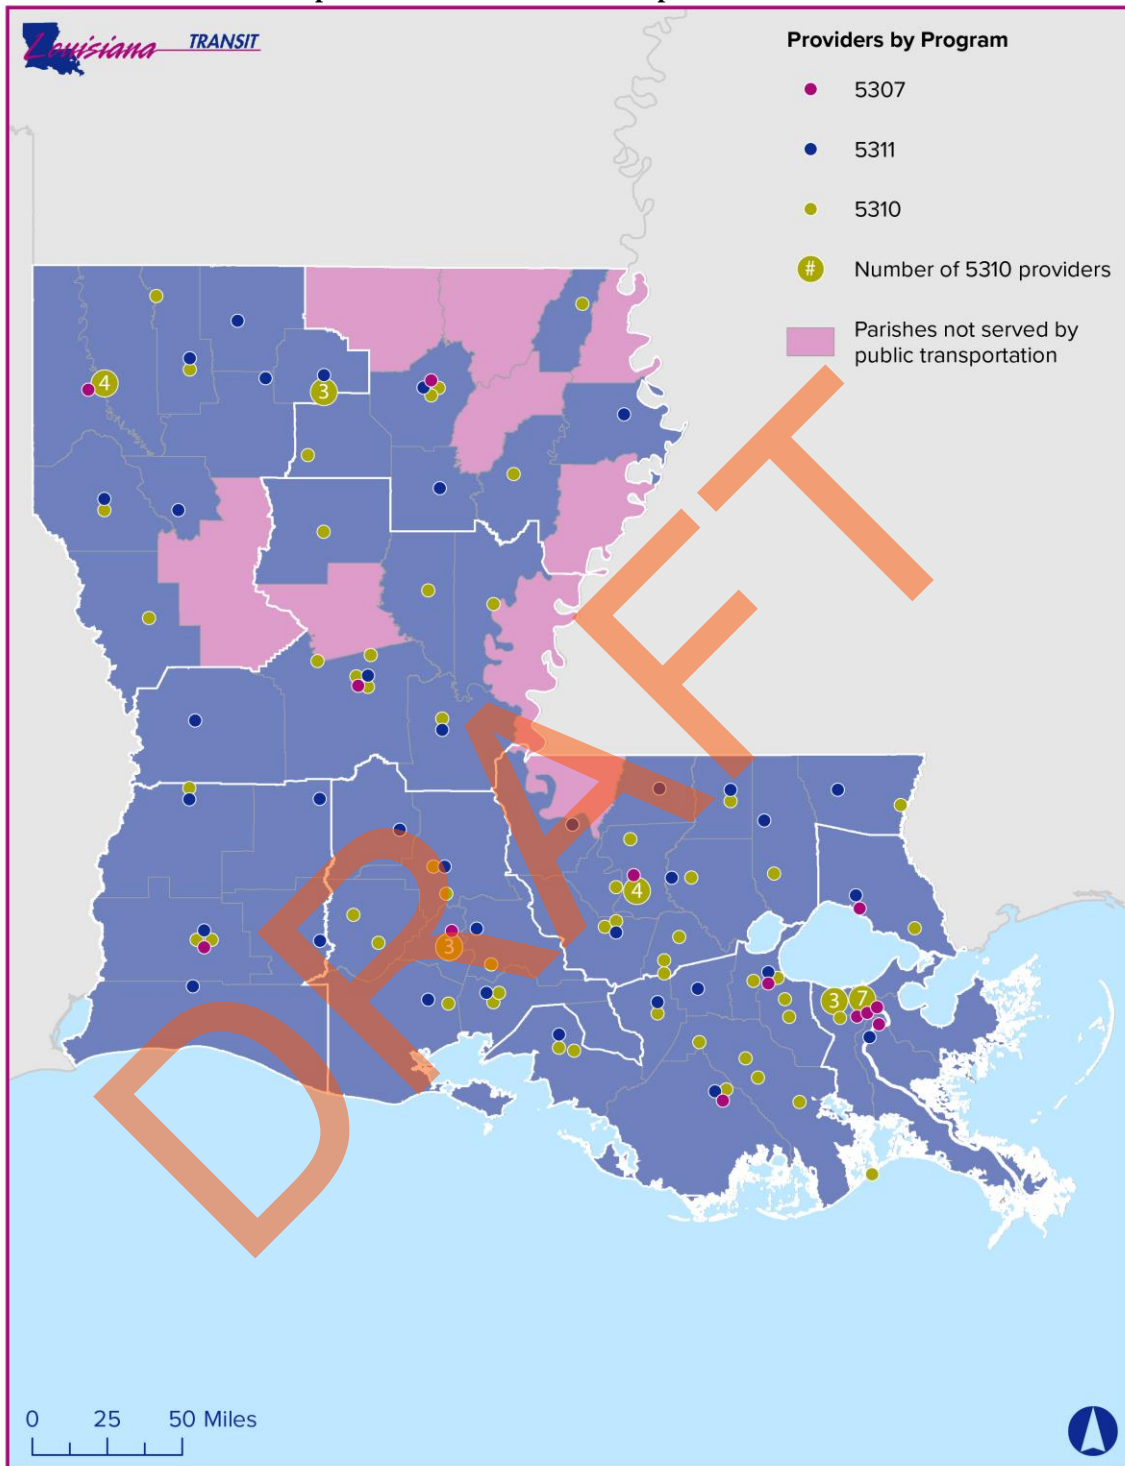 Louisiana TRANSIT
Providers by Program
5307
5311
5310
# Number of 5310 providers
Parishes not served by
public transportation
4
3
4
3
3 7
DRAFT
0 25 50 Miles